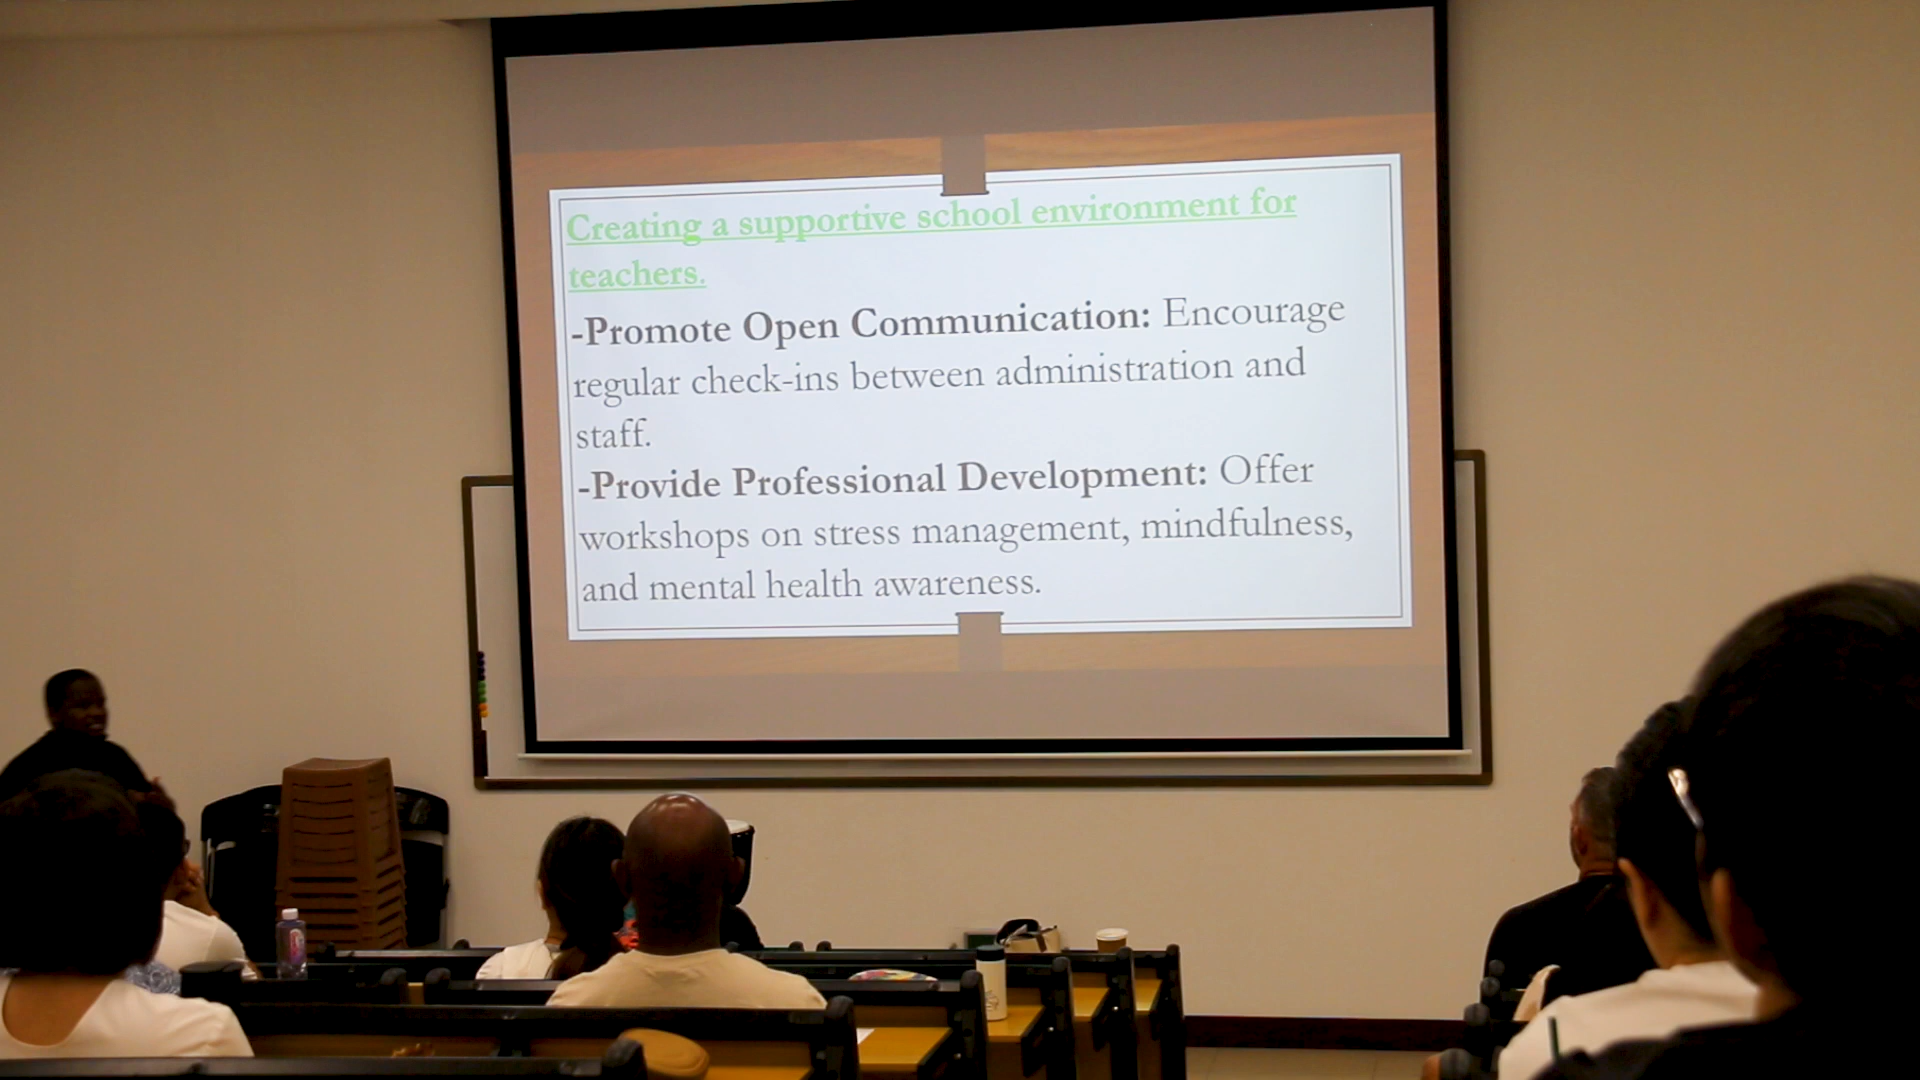 Creating a supportive school environment for
teachers.
-Promote Open Communication: Encourage
regular check-ins between administration and
staff.
-Provide Professional Development: Offer
workshops on stress management, mindfulness,
and mental health awareness.